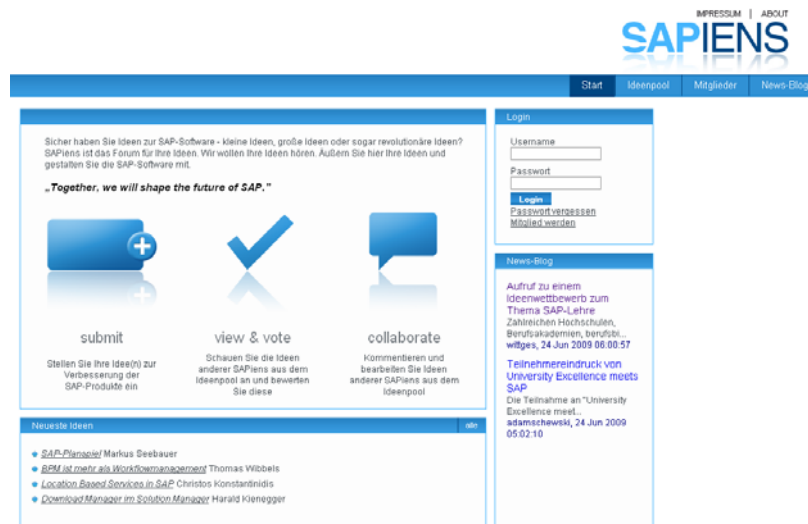 IMPRESSUM | ABOUT
SAPIENS
Start Ideenpool Mitglieder News-Blog
Sicher haben Sie Ideen zur SAP-Software - kleine Ideen, große Ideen oder sogar revolutionäre Ideen?
SAPiens ist das Forum für Ihre Ideen. Wir wollen Ihre Ideen hören. Äußern Sie hier Ihre Ideen und
gestalten Sie die SAP-Software mit.
„Together, we will shape the future of SAP."
submit
Stellen Sie Ihre Idee(n) zur
Verbesserung der
SAP-Produkte ein
view & vote
Schauen Sie die Ideen
anderer SAPiens aus dem
Ideenpool an und bewerten
Sie diese
collaborate
Kommentieren und
bearbeiten Sie Ideen
anderer SAPiens aus dem
Ideenpool
Neueste Ideen alle
SAP-Planspiel Markus Seebauer
BPM ist mehr als Workflowmanagement Thomas Wibbels
Location Based Services in SAP Christos Konstantinidis
Download Manager im Solution Manager Harald Kienegger
Login
Username
Passwort
Login
Passwort vergessen
Mitglied werden
News-Blog
Aufruf zu einem
Ideenwettbewerb zum
Thema SAP-Lehre
Zahlreichen Hochschulen,
Berufsakademien, berufsbi...
wittges, 24 Jun 2009 06:00:57
Teilnehmereindruck von
University Excellence meets
SAP
Die Teilnahme an "University
Excellence meet...
adamschewski, 24 Jun 2009
05:02:10